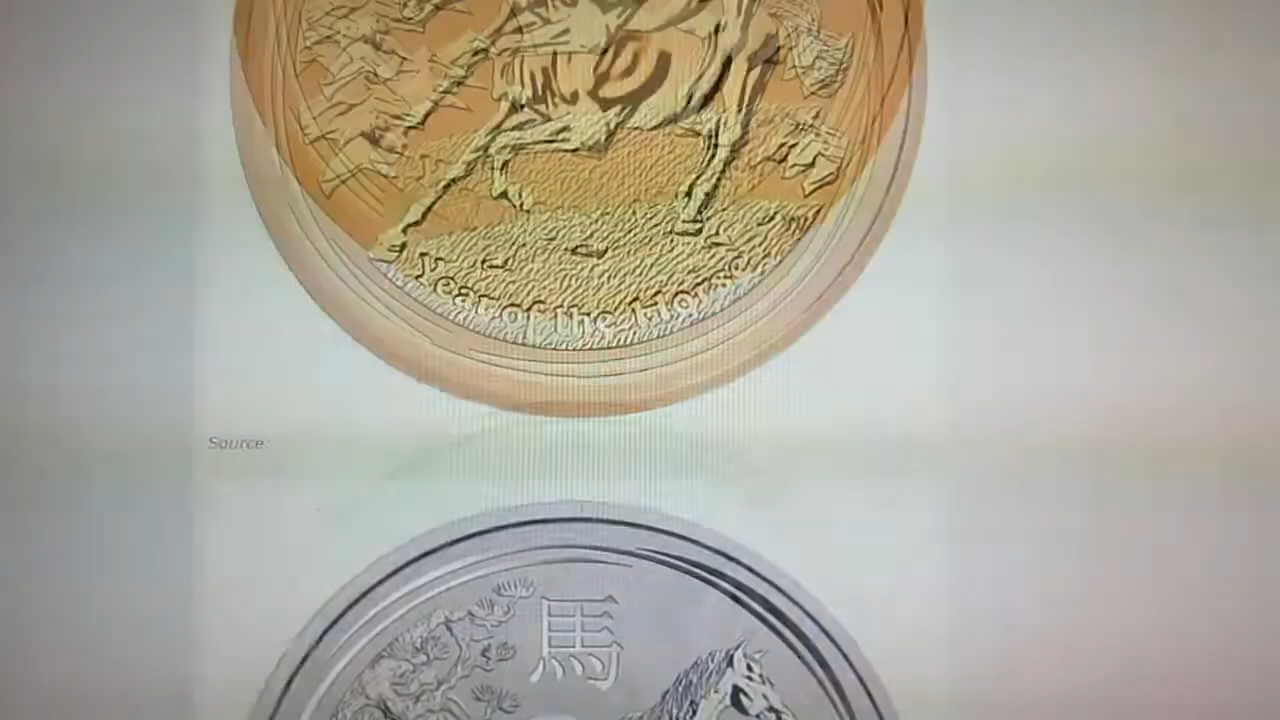 Year of the Horse
Source:
馬